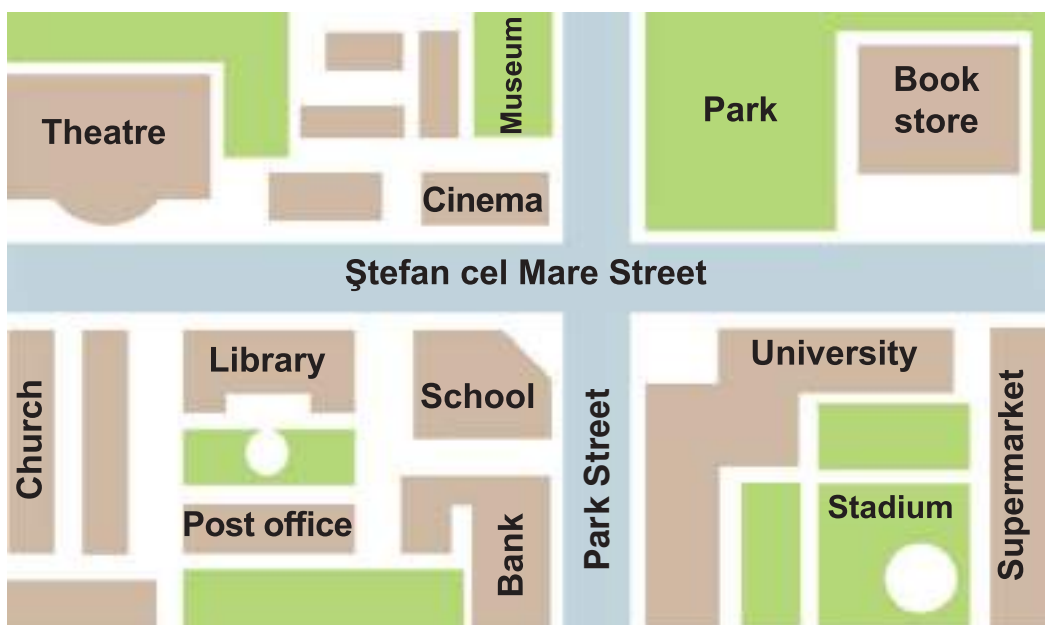 Theatre
Museum
Park
Book
store
Cinema
Ştefan cel Mare Street
Church
Library
School
Park Street
University
Supermarket
Post office
Bank
Stadium